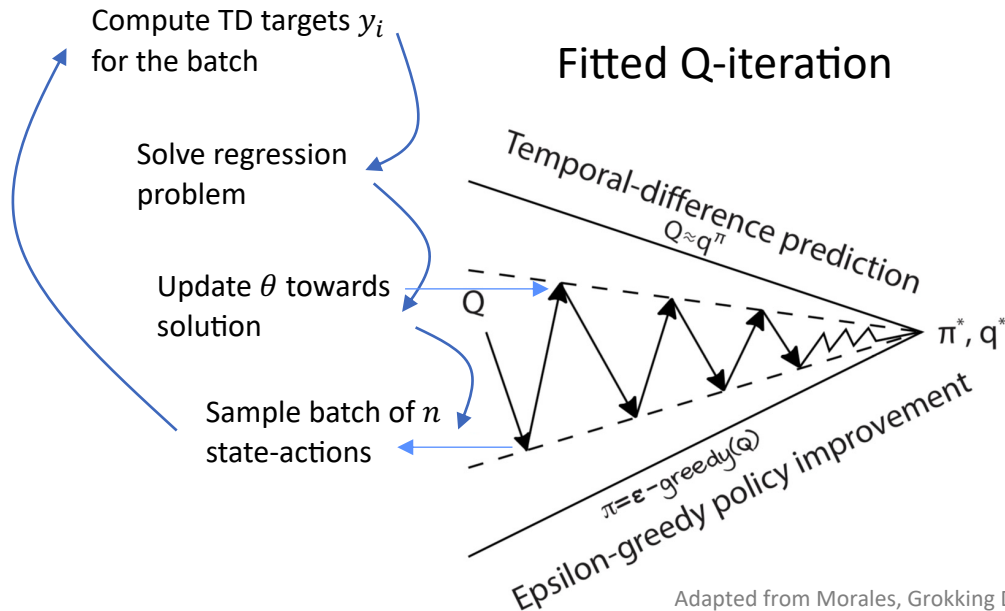 Compute TD targets yᵢ
for the batch
Fitted Q-iteration
Solve regression
problem
Temporal-difference prediction
Q≈q^π
Update θ towards
solution
Q
π*, q*
Sample batch of n
state-actions
π=ε-greedy(Q)
Epsilon-greedy policy improvement
Adapted from Morales, Grokking